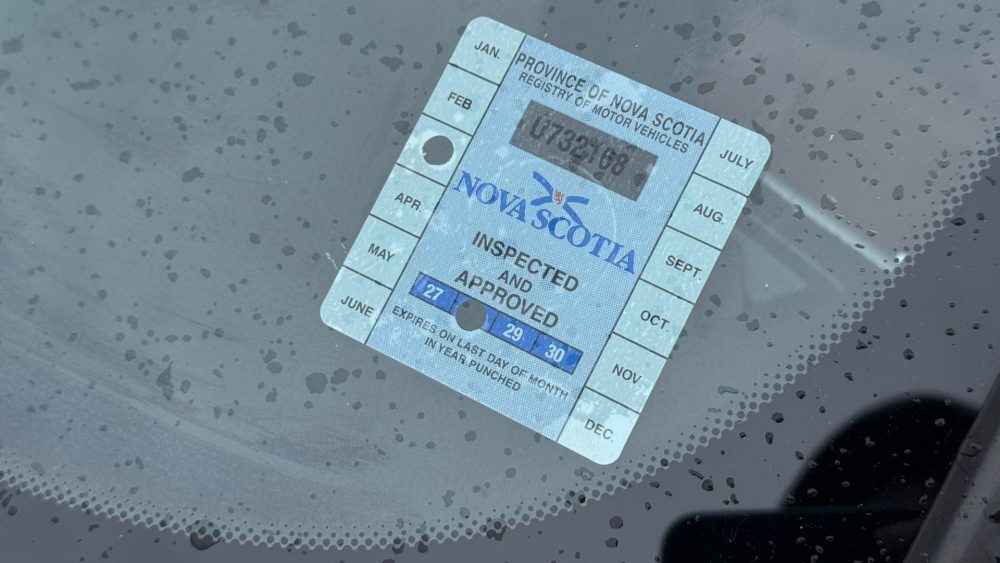 PROVINCE OF NOVA SCOTIA
REGISTRY OF MOTOR VEHICLES
U732168
NOVA SCOTIA
INSPECTED
AND
APPROVED
27 29 30
EXPIRES ON LAST DAY OF MONTH
IN YEAR PUNCHED
JAN.
FEB
APR.
MAY
JUNE
JULY
AUG.
SEPT.
OCT.
NOV.
DEC.